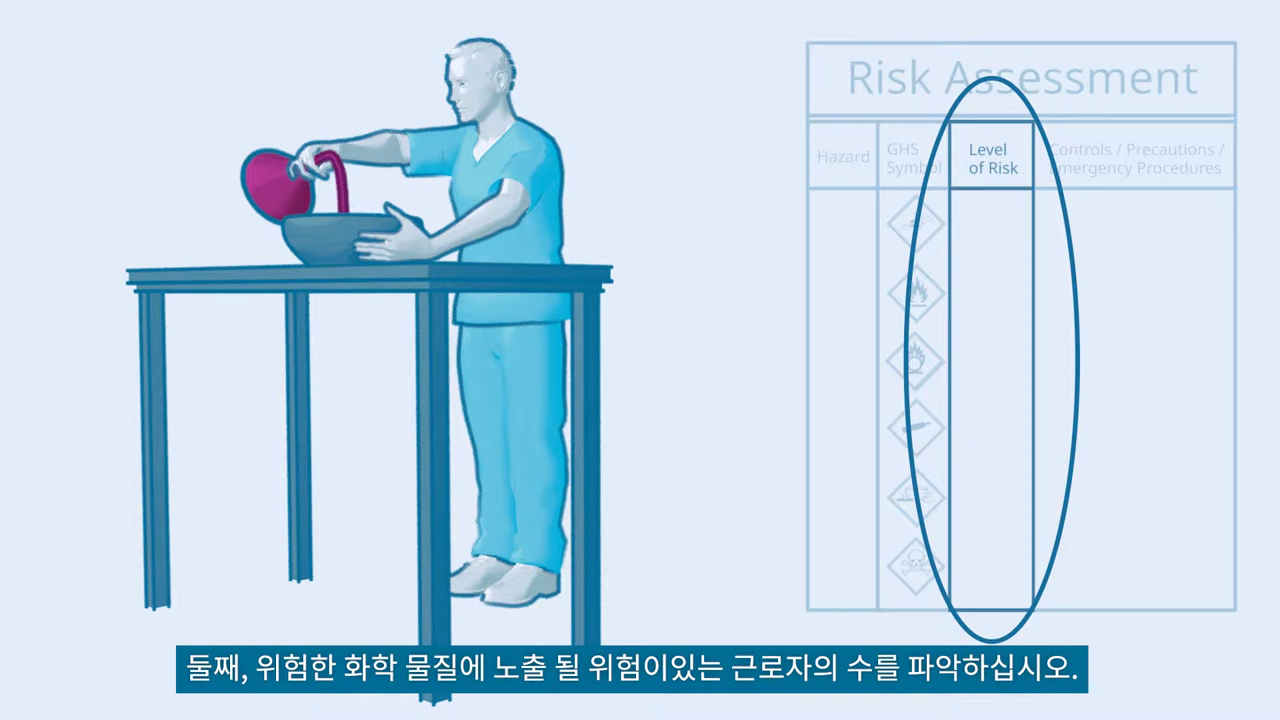 Risk Assessment
Hazard
GHS
Symbol
Level
of Risk
Controls / Precautions /
Emergency Procedures
둘째, 위험한 화학 물질에 노출 될 위험이있는 근로자의 수를 파악하십시오.